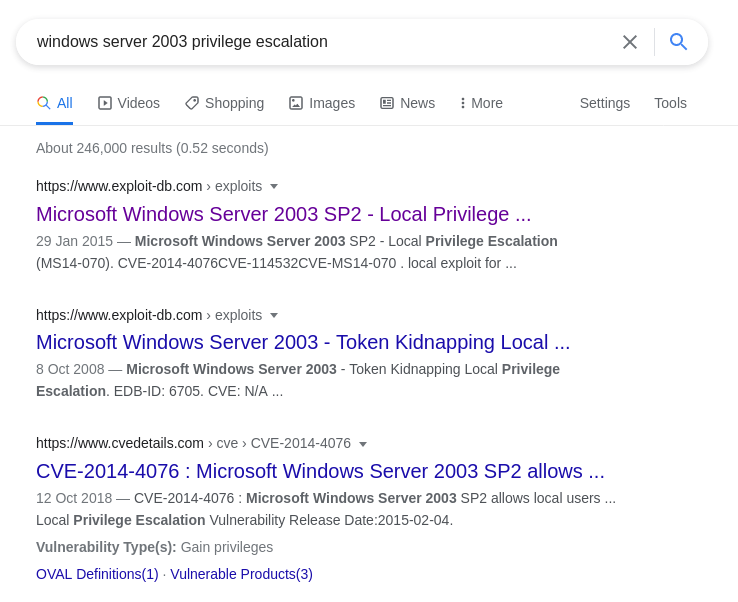 windows server 2003 privilege escalation
All Videos Shopping Images News More Settings Tools
About 246,000 results (0.52 seconds)
https://www.exploit-db.com › exploits
Microsoft Windows Server 2003 SP2 - Local Privilege ...
29 Jan 2015 — Microsoft Windows Server 2003 SP2 - Local Privilege Escalation
(MS14-070). CVE-2014-4076CVE-114532CVE-MS14-070 . local exploit for ...
https://www.exploit-db.com › exploits
Microsoft Windows Server 2003 - Token Kidnapping Local ...
8 Oct 2008 — Microsoft Windows Server 2003 - Token Kidnapping Local Privilege
Escalation. EDB-ID: 6705. CVE: N/A ...
https://www.cvedetails.com › cve › CVE-2014-4076
CVE-2014-4076 : Microsoft Windows Server 2003 SP2 allows ...
12 Oct 2018 — CVE-2014-4076 : Microsoft Windows Server 2003 SP2 allows local users ...
Local Privilege Escalation Vulnerability Release Date:2015-02-04.
Vulnerability Type(s): Gain privileges
OVAL Definitions(1) · Vulnerable Products(3)